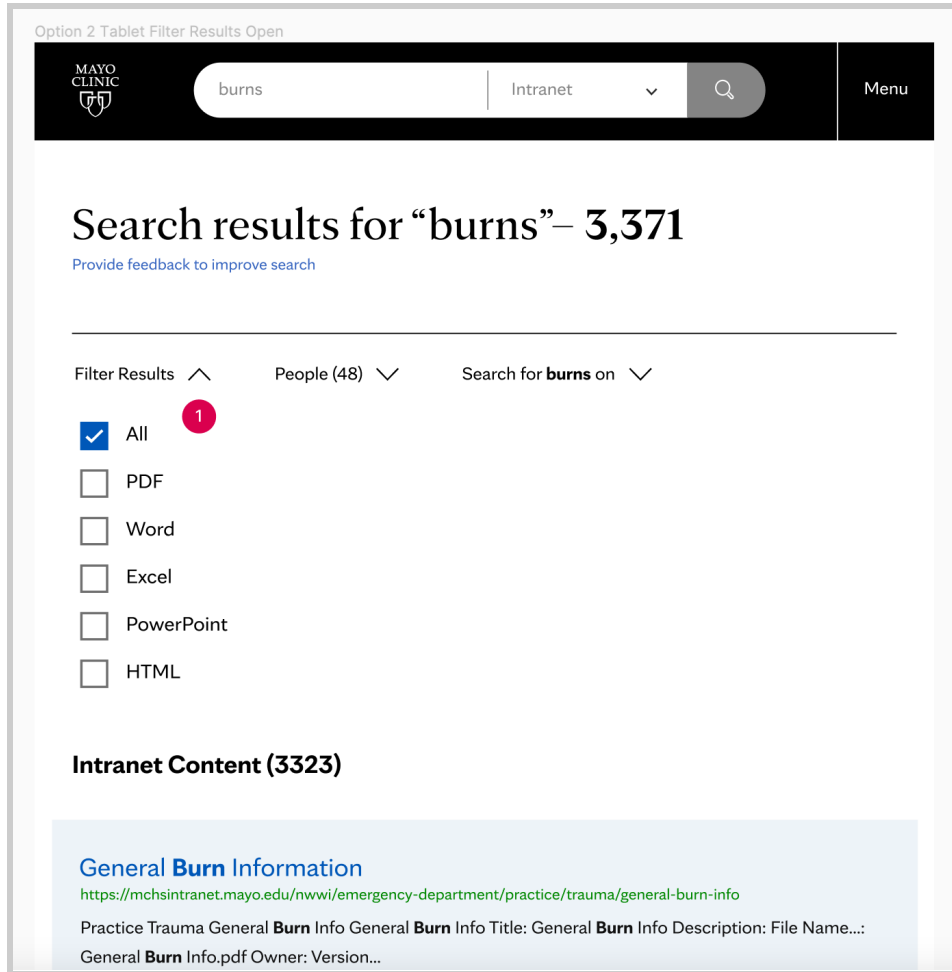 Option 2 Tablet Filter Results Open
MAYO
CLINIC
burns
Intranet
Menu
Search results for “burns”– 3,371
Provide feedback to improve search
Filter Results
People (48)
Search for burns on
1
All
PDF
Word
Excel
PowerPoint
HTML
Intranet Content (3323)
General Burn Information
https://mchsintranet.mayo.edu/nwwi/emergency-department/practice/trauma/general-burn-info
Practice Trauma General Burn Info General Burn Info Title: General Burn Info Description: File Name...:
General Burn Info.pdf Owner: Version...